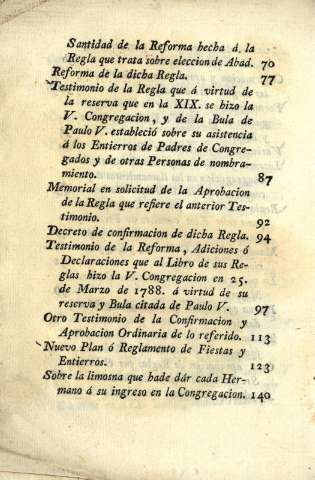 Santidad de la Reforma hecha á la
Regla que trata sobre eleccion de Abad. 70
Reforma de la dicha Regla. 77
Testimonio de la Regla que á virtud de
la reserva que en la XIX. se hizo la
V. Congregacion, y de la Bula de
Paulo V. estableció sobre su asistencia
á los Entierros de Padres de Congre-
gados y de otras Personas de nombra-
miento. 87
Memorial en solicitud de la Aprobacion
de la Regla que refiere el anterior Tes-
timonio. 92
Decreto de confirmacion de dicha Regla. 94
Testimonio de la Reforma, Adiciones ó
Declaraciones que al Libro de sus Re-
glas hizo la V. Congregacion en 25.
de Marzo de 1788. á virtud de su
reserva y Bula citada de Paulo V. 97
Otro Testimonio de la Confirmacion y
Aprobacion Ordinaria de lo referido. 113
Nuevo Plan ó Reglamento de Fiestas y
Entierros. 123
Sobre la limosna que hade dár cada Her-
mano á su ingreso en la Congregacion. 140